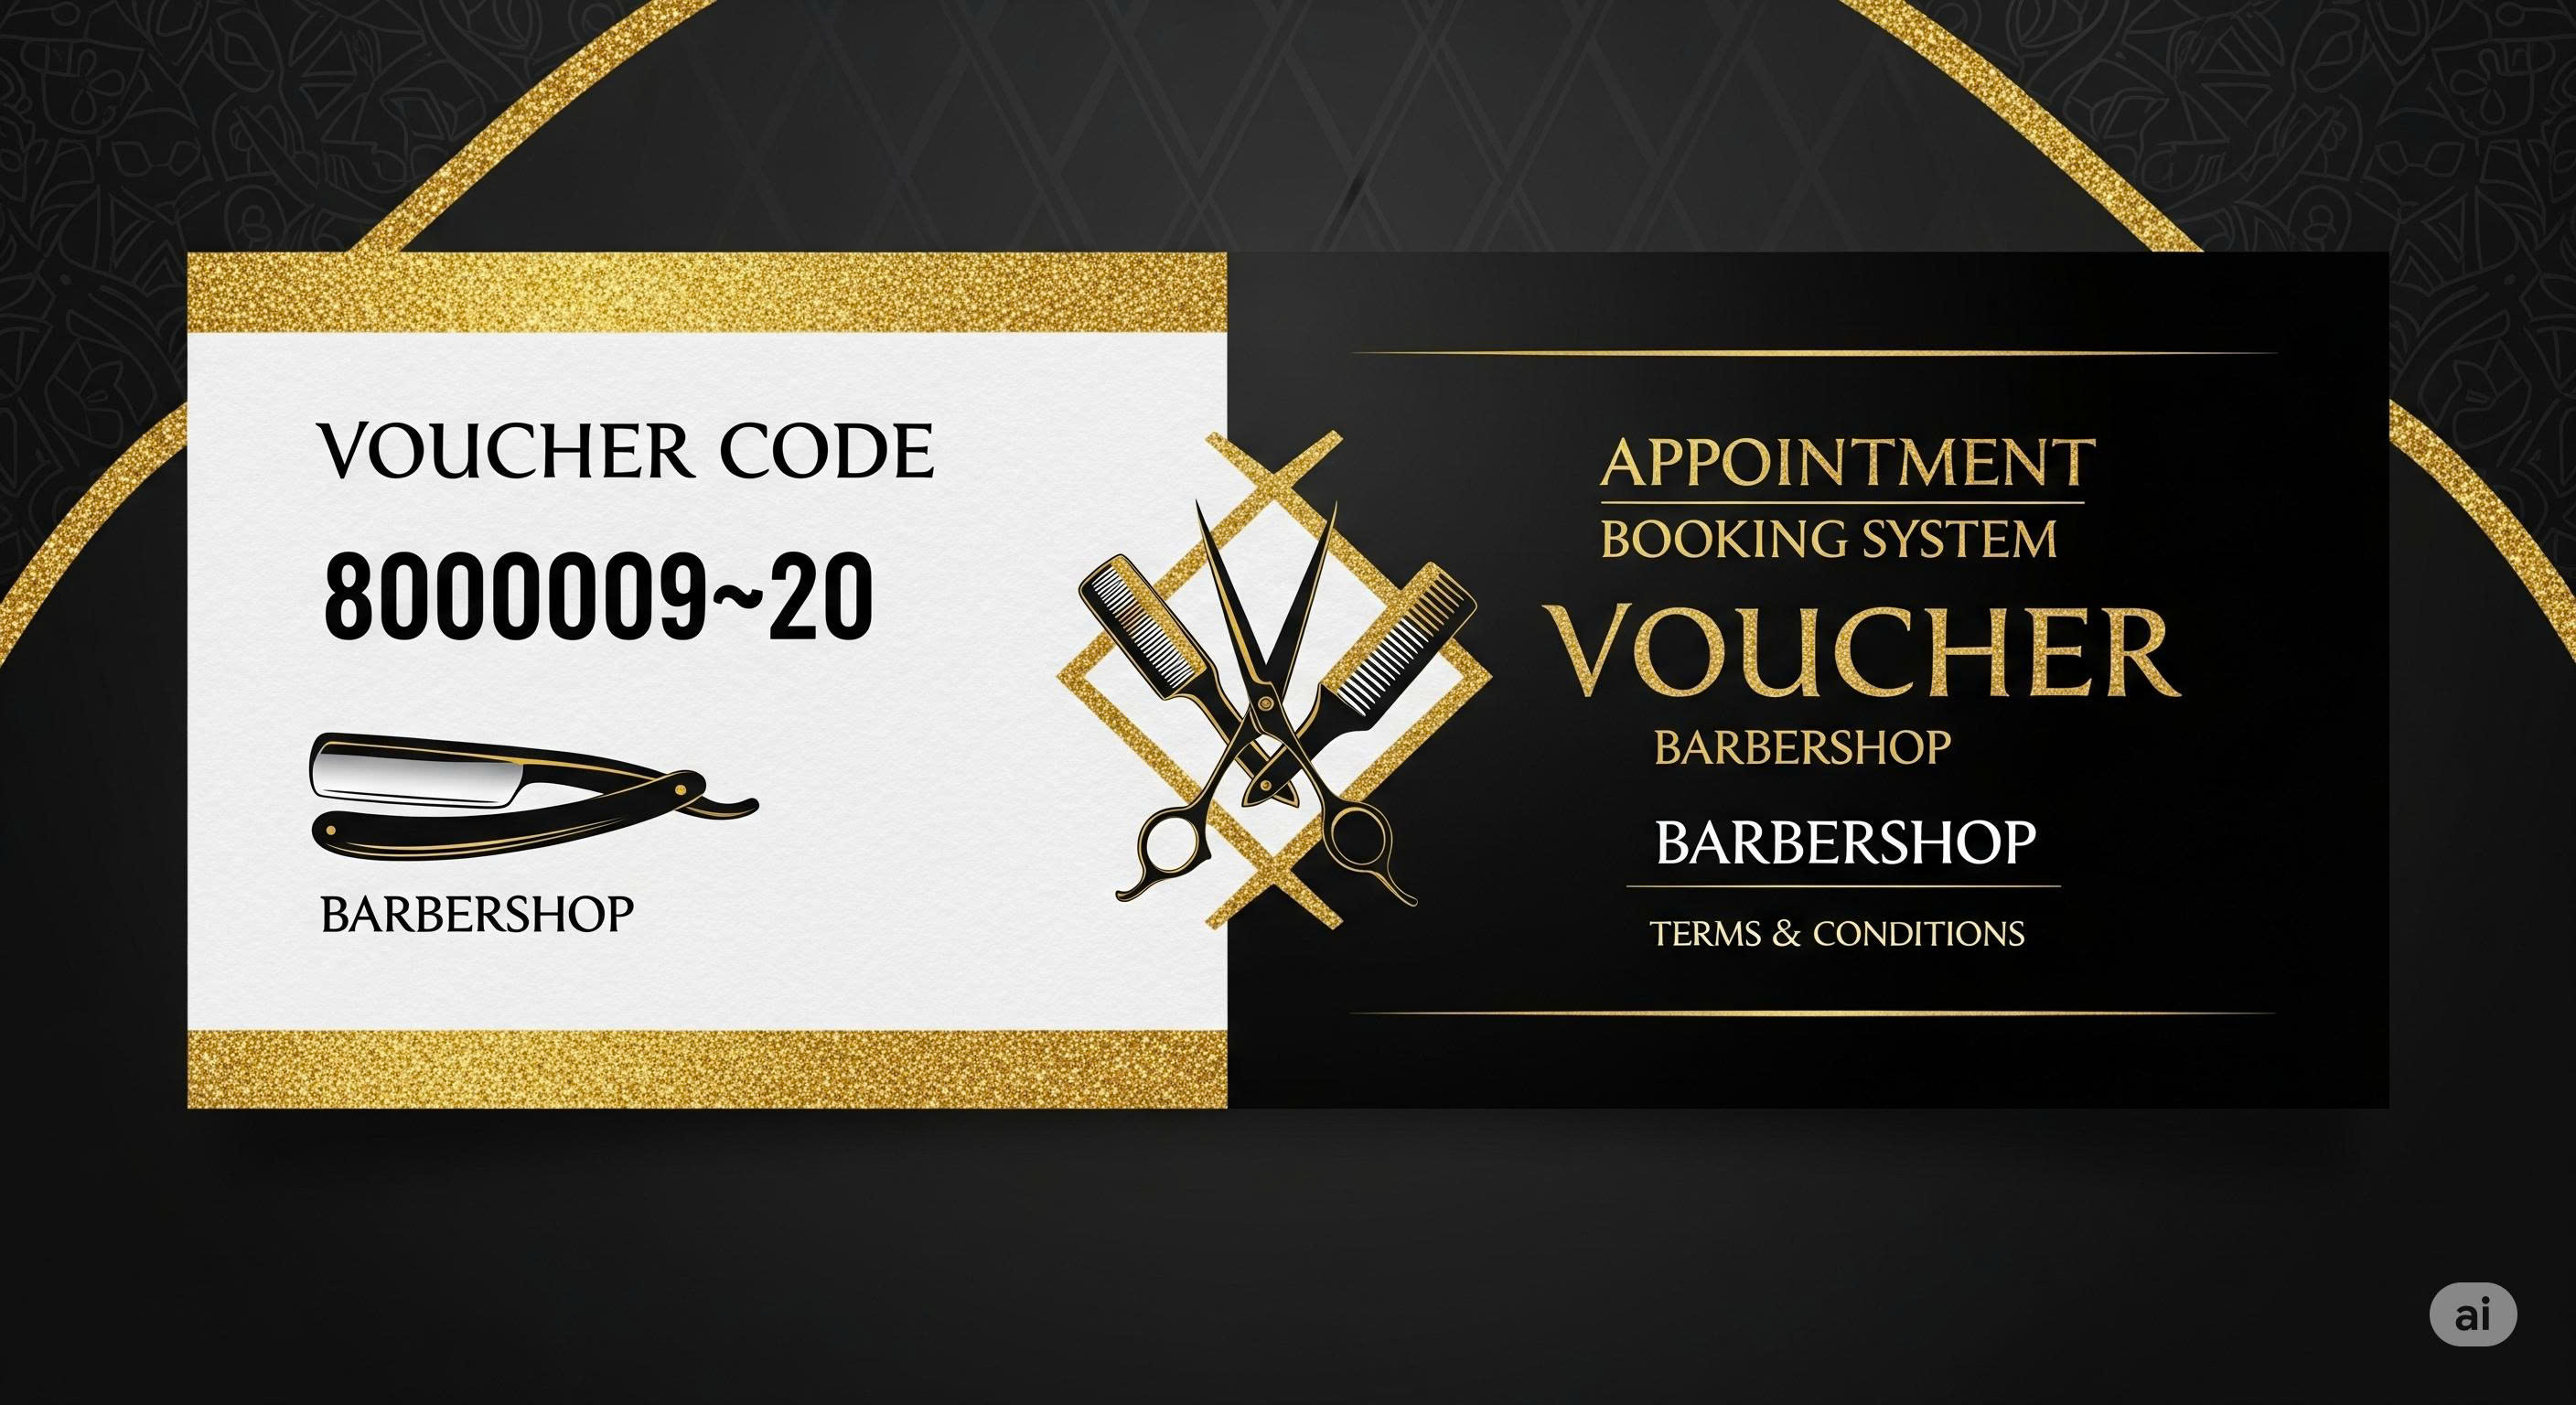 VOUCHER CODE
8000009~20
BARBERSHOP
APPOINTMENT
BOOKING SYSTEM
VOUCHER
BARBERSHOP
BARBERSHOP
TERMS & CONDITIONS
ai